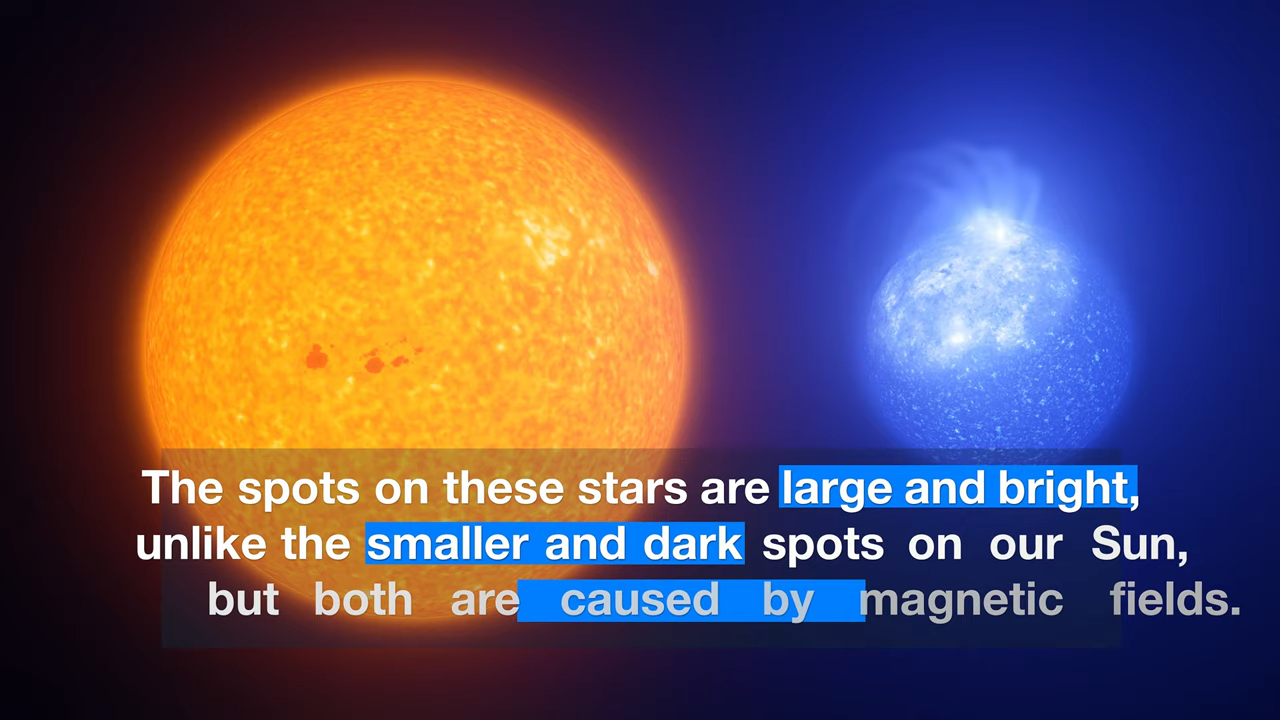 The spots on these stars are large and bright,
unlike the smaller and dark spots on our Sun,
but both are caused by magnetic fields.